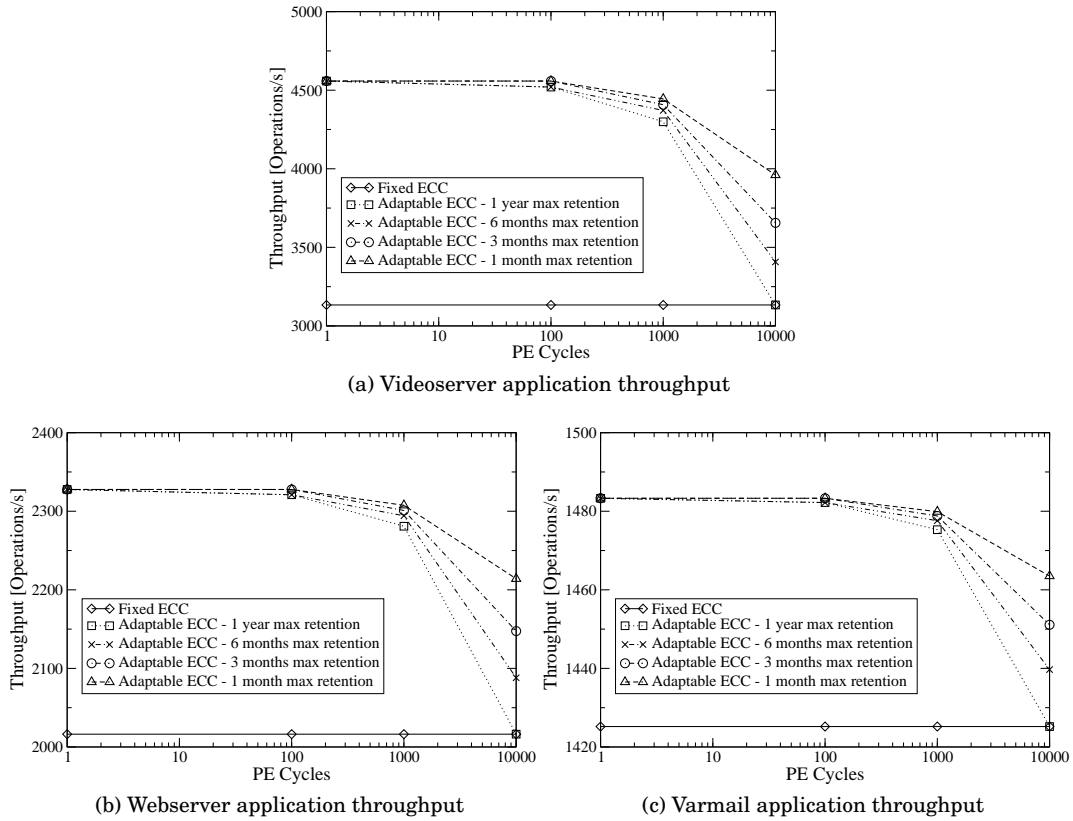 5000
4500
4000
3500
3000
Throughput [Operations/s]
Fixed ECC
Adaptable ECC - 1 year max retention
Adaptable ECC - 6 months max retention
Adaptable ECC - 3 months max retention
Adaptable ECC - 1 month max retention
1 10 100 1000 10000
PE Cycles
(a) Videoserver application throughput
2400
2300
2200
2100
2000
Throughput [Operations/s]
Fixed ECC
Adaptable ECC - 1 year max retention
Adaptable ECC - 6 months max retention
Adaptable ECC - 3 months max retention
Adaptable ECC - 1 month max retention
1 10 100 1000 10000
PE Cycles
(b) Webserver application throughput
1500
1480
1460
1440
1420
Throughput [Operations/s]
Fixed ECC
Adaptable ECC - 1 year max retention
Adaptable ECC - 6 months max retention
Adaptable ECC - 3 months max retention
Adaptable ECC - 1 month max retention
1 10 100 1000 10000
PE Cycles
(c) Varmail application throughput